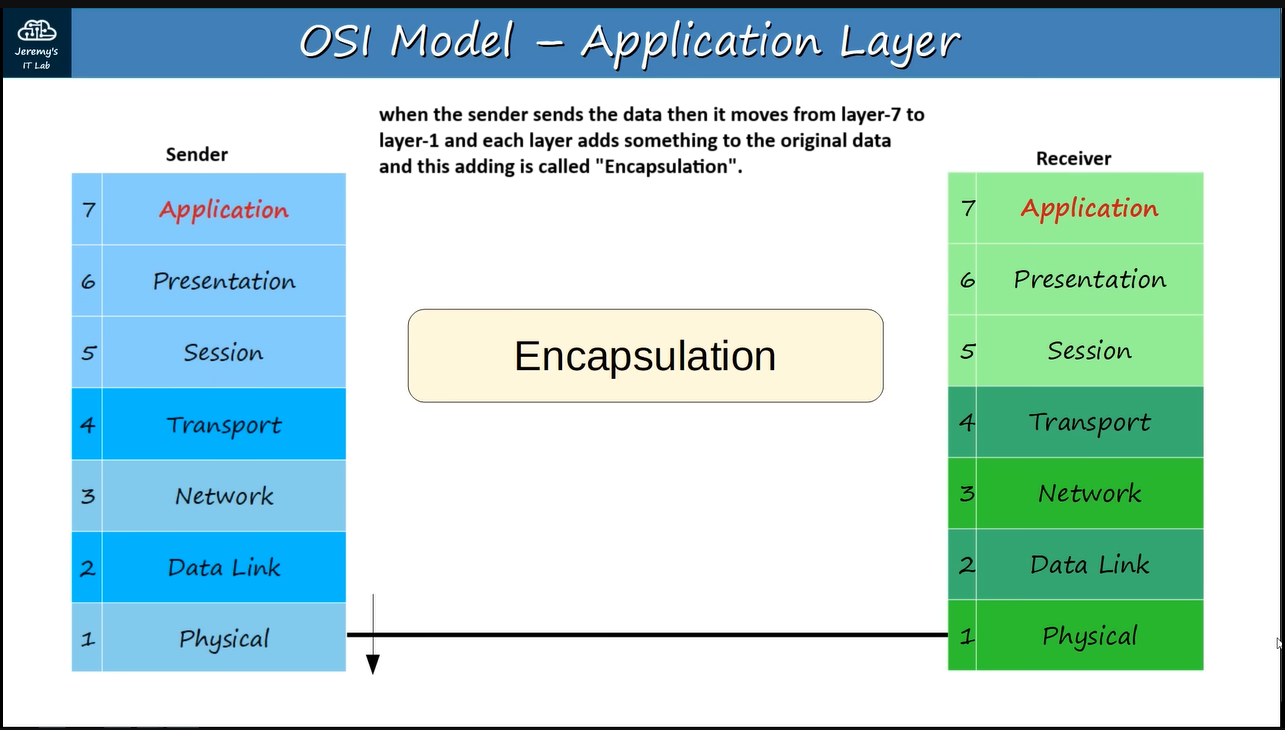 Jeremy's
IT Lab
OSI Model – Application Layer
when the sender sends the data then it moves from layer-7 to
layer-1 and each layer adds something to the original data
and this adding is called "Encapsulation".
Sender
7 Application
6 Presentation
5 Session
4 Transport
3 Network
2 Data Link
1 Physical
Encapsulation
Receiver
7 Application
6 Presentation
5 Session
4 Transport
3 Network
2 Data Link
1 Physical